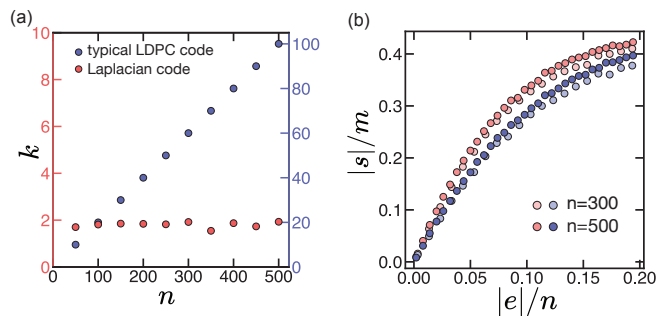 (a)
10
8
6
4
2
0
k
100
80
60
40
20
0
typical LDPC code
Laplacian code
0 100 200 300 400 500
n
(b)
0.4
0.3
0.2
0.1
0.0
|s|/m
n=300
n=500
0.00 0.05 0.10 0.15 0.20
|e|/n